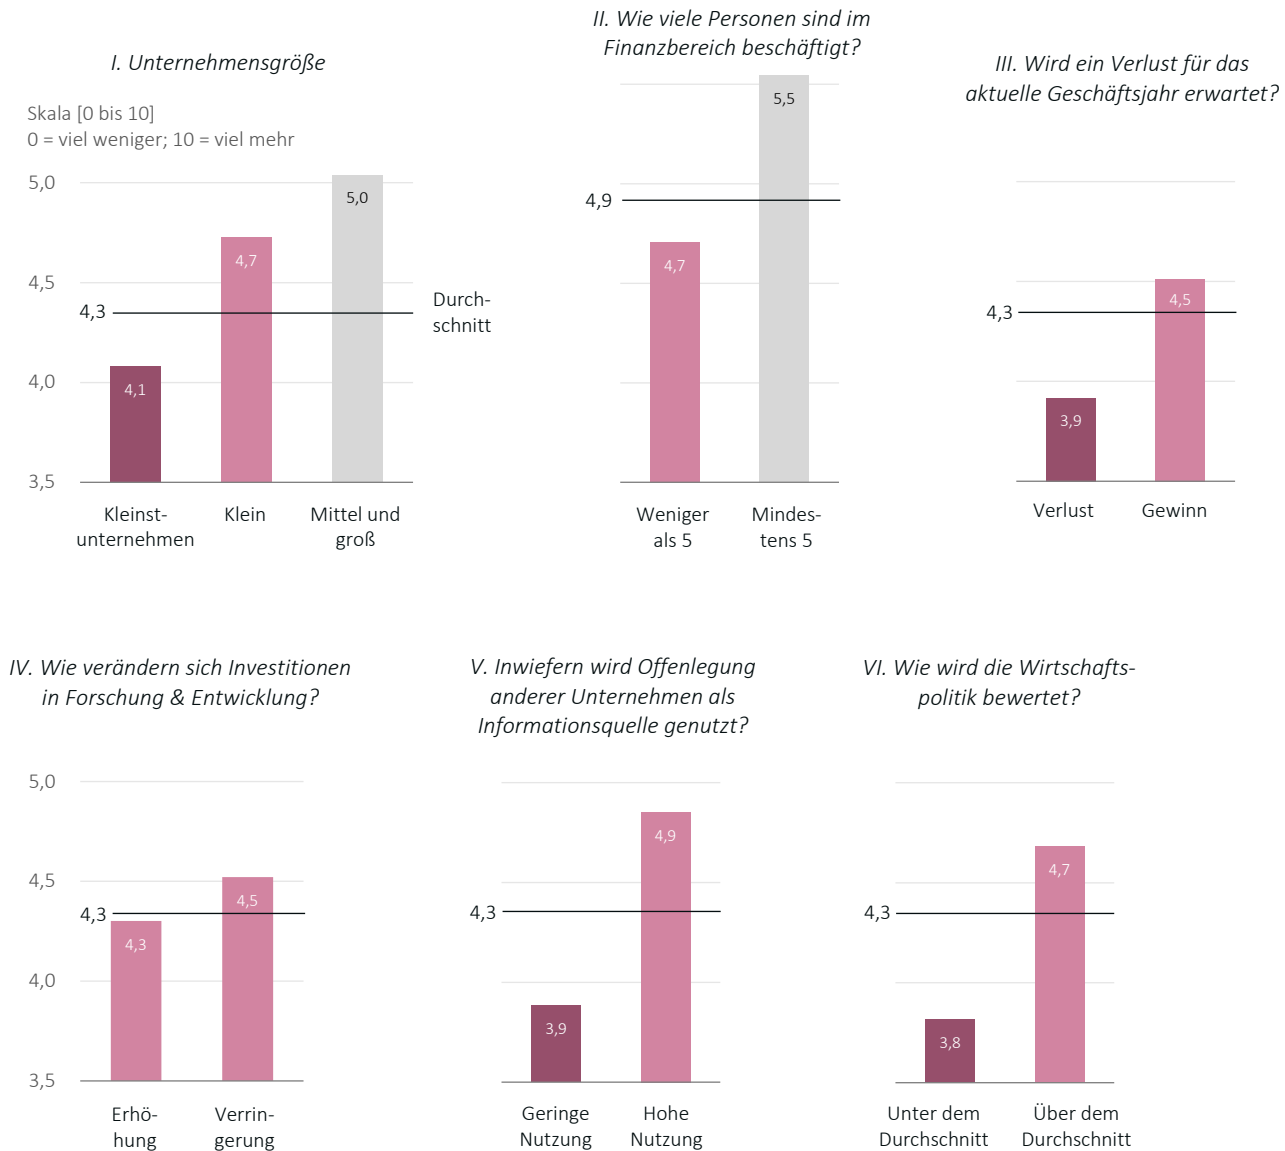 I. Unternehmensgröße
Skala [0 bis 10]
0 = viel weniger; 10 = viel mehr
5,0
4,5
4,3
4,0
3,5
4,1
4,7
5,0
Durch-
schnitt
Kleinst-
unternehmen
Klein
Mittel und
groß
II. Wie viele Personen sind im
Finanzbereich beschäftigt?
4,9
4,7
5,5
Weniger
als 5
Mindes-
tens 5
III. Wird ein Verlust für das
aktuelle Geschäftsjahr erwartet?
4,3
3,9
4,5
Verlust
Gewinn
IV. Wie verändern sich Investitionen
in Forschung & Entwicklung?
5,0
4,5
4,3
4,0
3,5
4,3
4,5
Erhö-
hung
Verrin-
gerung
V. Inwiefern wird Offenlegung
anderer Unternehmen als
Informationsquelle genutzt?
4,3
3,9
4,9
Geringe
Nutzung
Hohe
Nutzung
VI. Wie wird die Wirtschafts-
politik bewertet?
4,3
3,8
4,7
Unter dem
Durchschnitt
Über dem
Durchschnitt